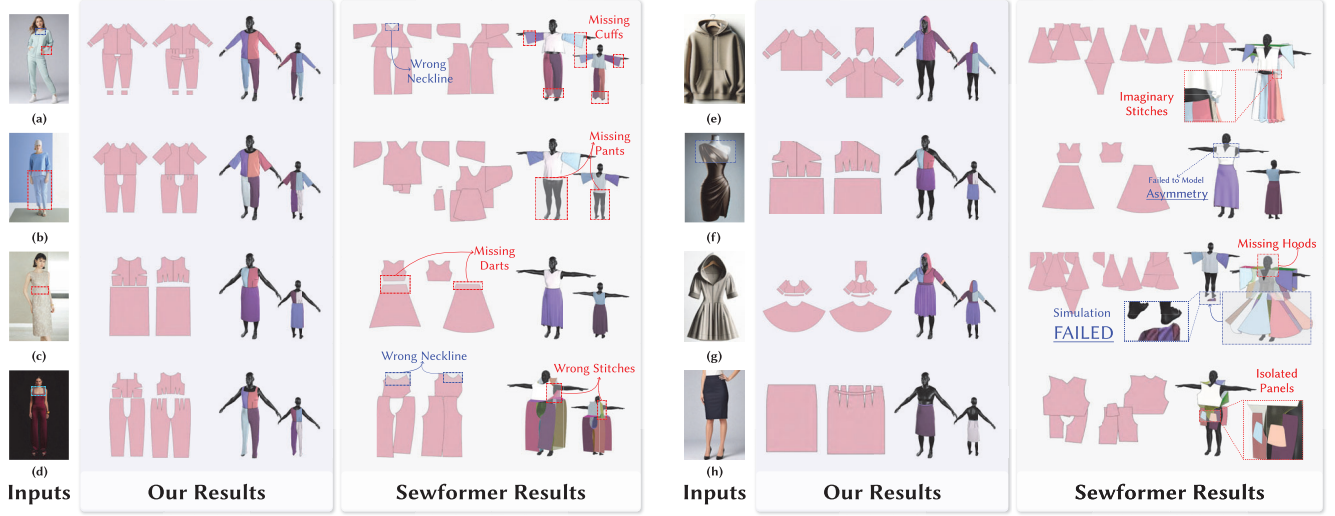 Missing
Cuffs
Wrong
Neckline
(a)
Missing
Pants
(b)
Missing
Darts
(c)
Wrong Neckline
Wrong Stitches
(d)
Inputs
Our Results
Sewformer Results
Imaginary
Stitches
(e)
Failed to Model
Asymmetry
(f)
Missing Hoods
Simulation
FAILED
(g)
Isolated
Panels
(h)
Inputs
Our Results
Sewformer Results